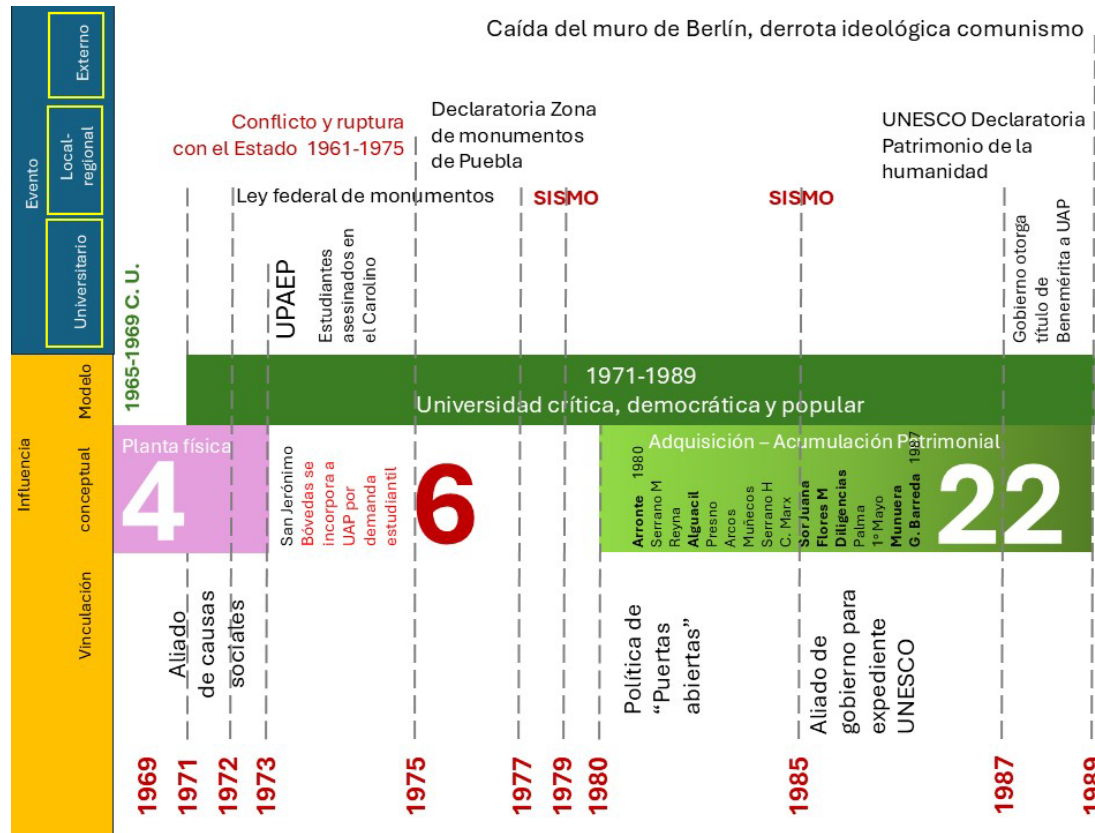 Caída del muro de Berlín, derrota ideológica comunismo
Externo
Local-
regional
Evento
Universitario
Conflicto y ruptura
con el Estado 1961-1975
Declaratoria Zona
de monumentos
de Puebla
UNESCO Declaratoria
Patrimonio de la
humanidad
Ley federal de monumentos
SISMO
SISMO
1965-1969 C. U.
UPAEP
Estudiantes
asesinados en
el Carolino
Gobierno otorga
título de
Benemérita a UAP
Influencia
Modelo
conceptual
Vinculación
1971-1989
Universidad crítica, democrática y popular
Planta física
4
San Jerónimo
Bóvedas se
incorpora a
UAP por
demanda
estudiantil
6
Adquisición – Acumulación Patrimonial
Arronte 1980
Serrano M
Reyna
Alguacil
Presno
Arcos
Muñecos
Serrano H
C. Marx
Sor Juana
Flores M
Diligencias
Palma
1º Mayo
Munuera
G. Barreda 1987
22
Aliado
de causas
sociales
Política de
“Puertas
abiertas”
Aliado de
gobierno para
expediente
UNESCO
1969
1971
1972
1973
1975
1977
1979
1980
1985
1987
1989